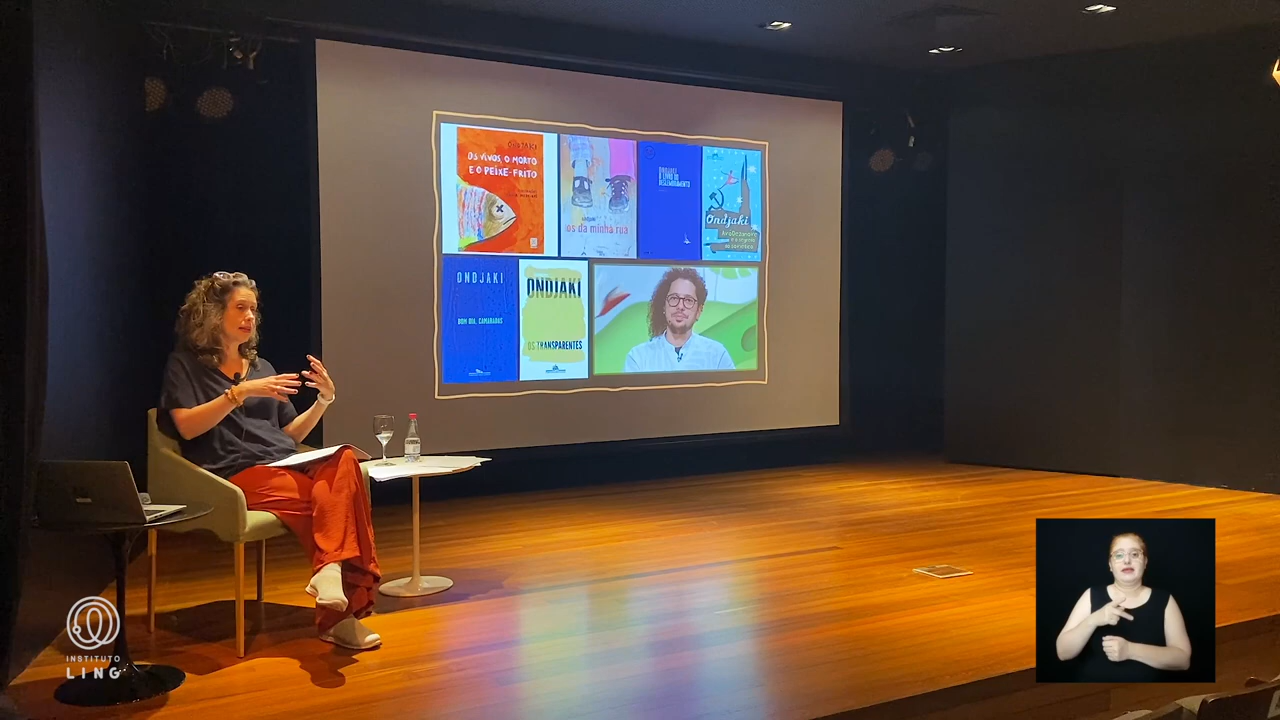 ONDJAKI
OS VIVOS, O MORTO
E O PEIXE-FRITO
os da minha rua
O LIVRO DO
DESLEMBRAMENTO
Ondjaki
AvóDezanove
e o segredo
do soviético
ONDJAKI
BOM DIA, CAMARADAS
ONDJAKI
OS TRANSPARENTES
INSTITUTO
LING